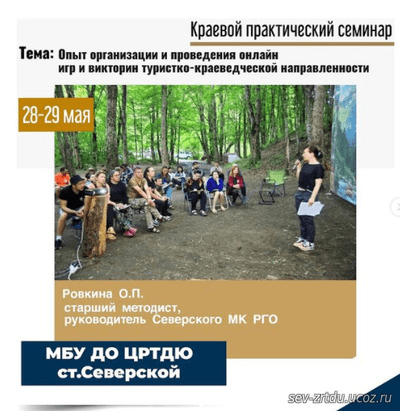 Краевой практический семинар
Тема: Опыт организации и проведения онлайн
игр и викторин туристко-краеведческой направленности
28-29 мая
Ровкина О.П.
старший методист,
руководитель Северского МК РГО
МБУ ДО ЦРТДЮ
ст.Северской
sev-zrtdu.ucoz.ru